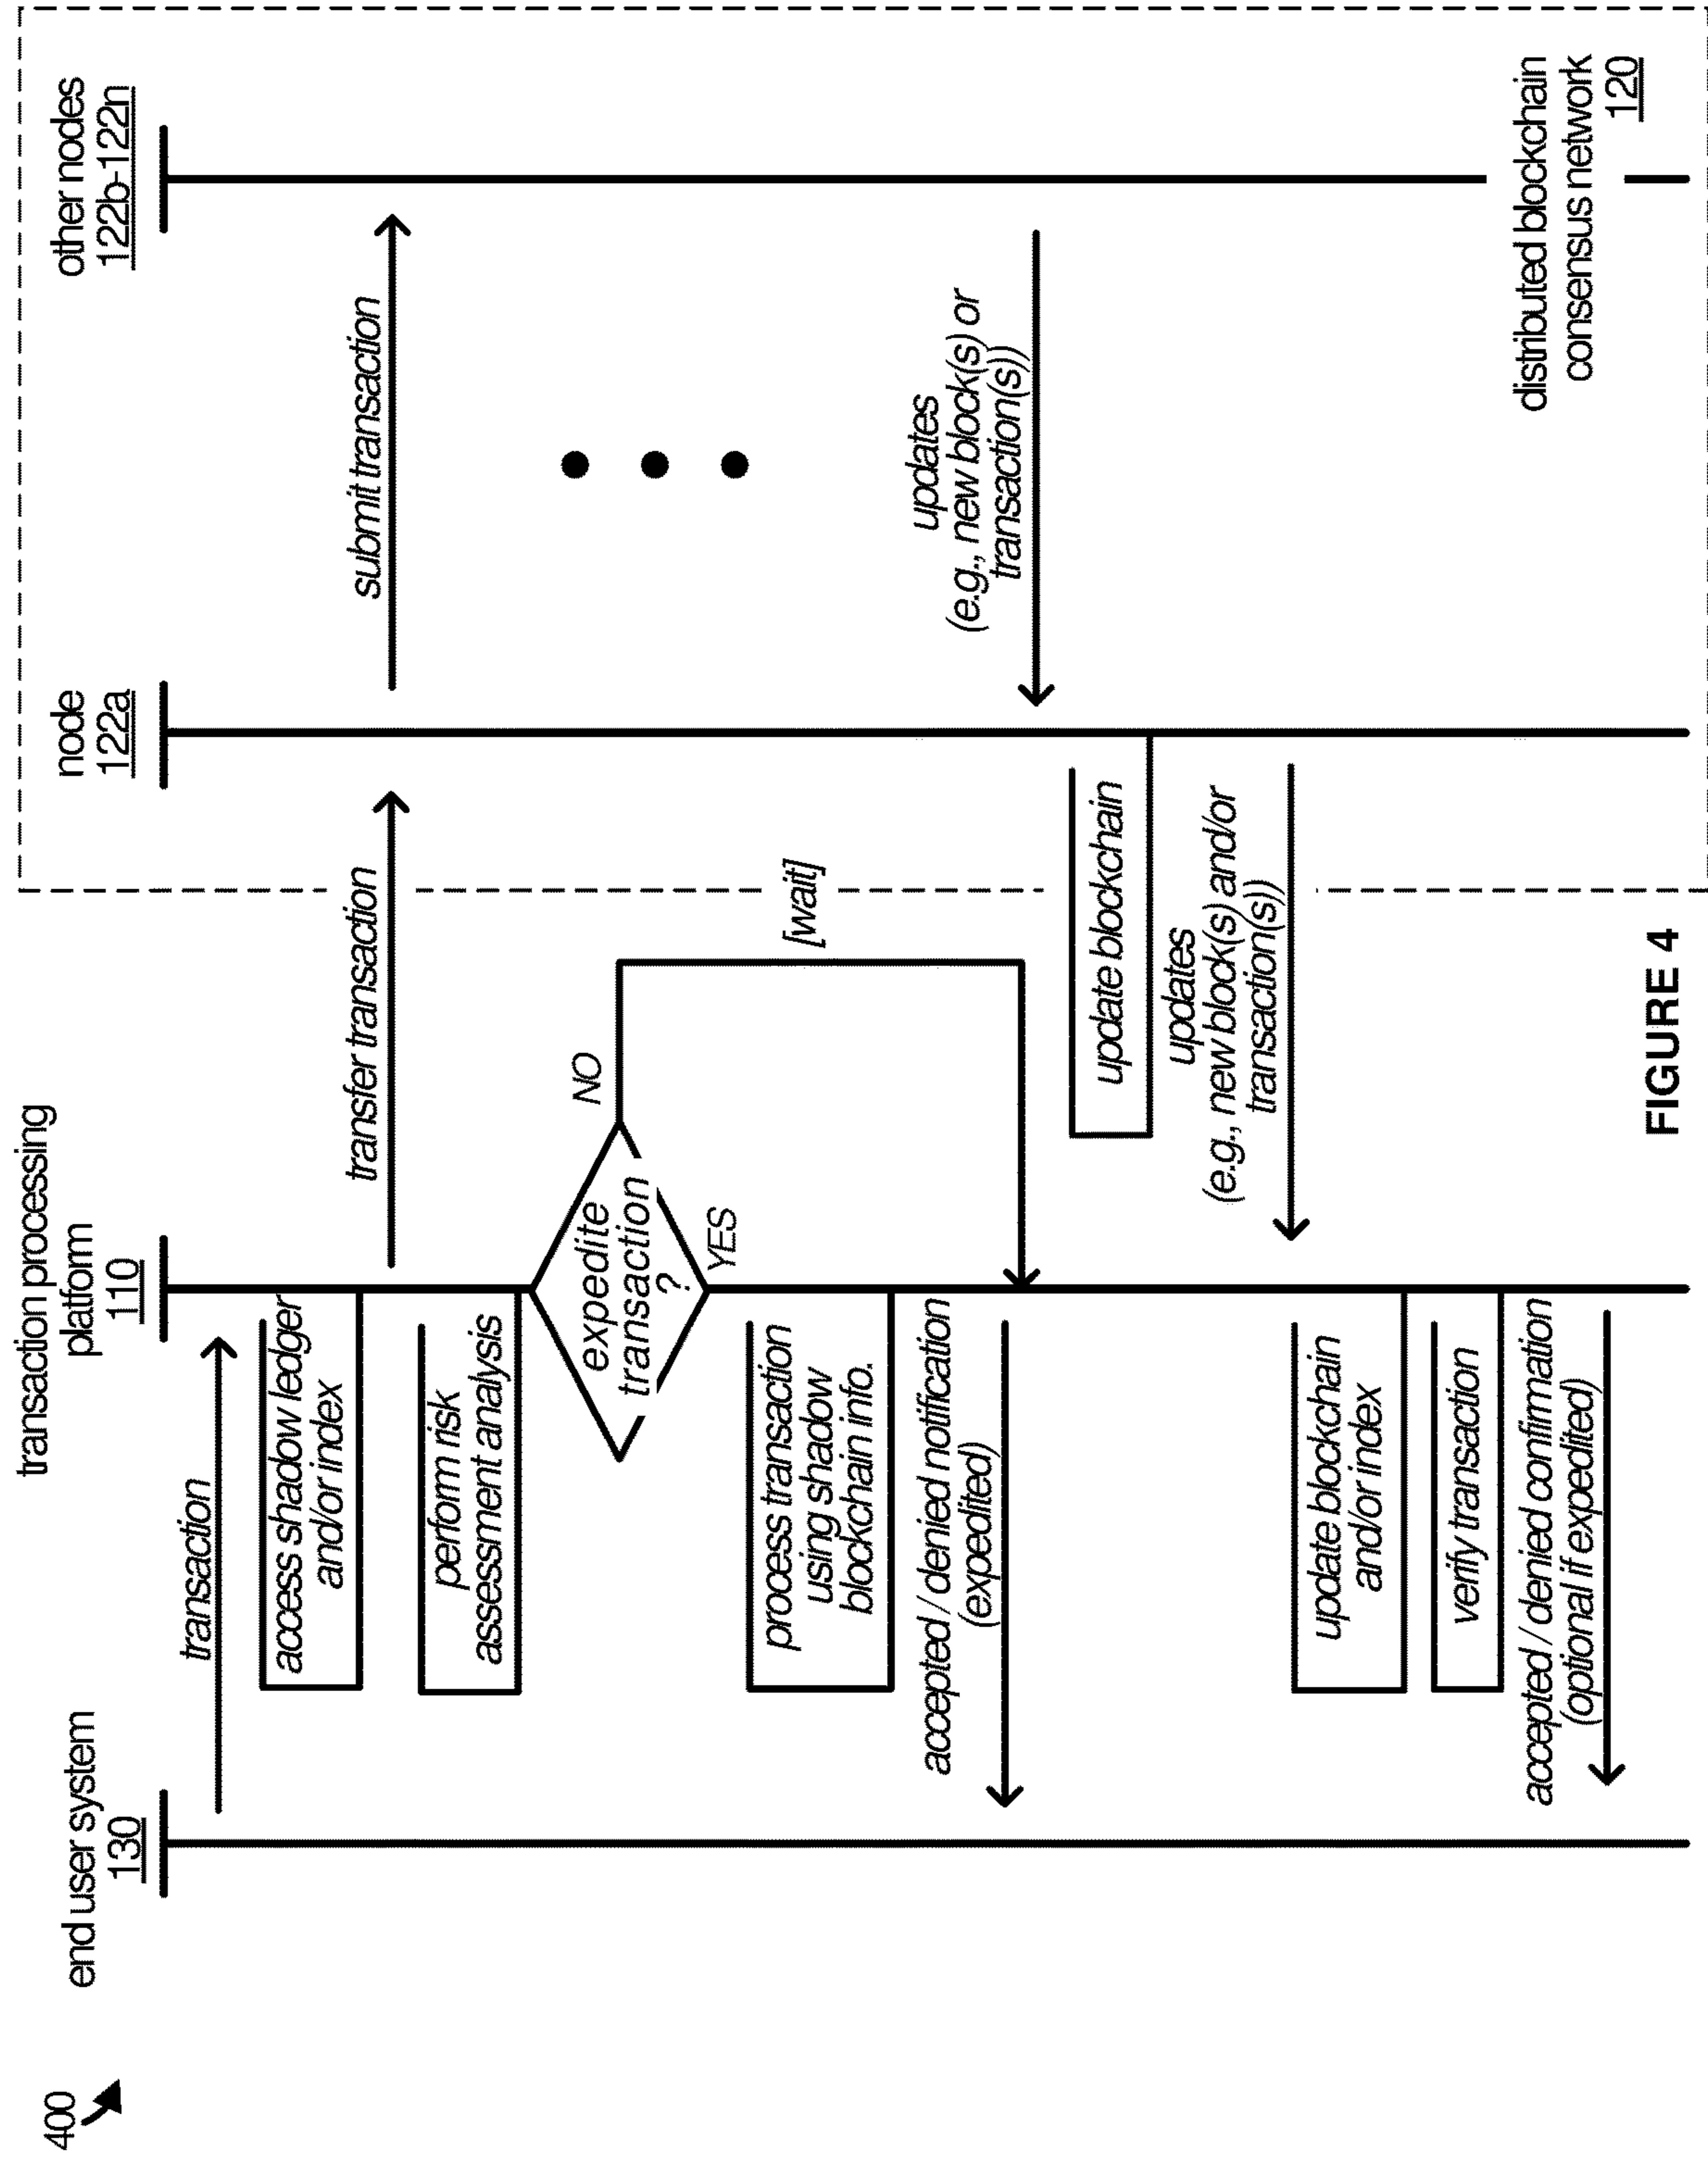 400
end user system
130
transaction processing
platform
110
node
122a
other nodes
122b-122n
transaction
access shadow ledger
and/or index
transfer transaction
submit transaction
perform risk
assessment analysis
expedite
transaction
?
NO
YES
[wait]
process transaction
using shadow
blockchain info.
accepted / denied notification
(expedited)
updates
(e.g., new block(s) or
transaction(s))
update blockchain
updates
(e.g., new block(s) and/or
transaction(s))
update blockchain
and/or index
verify transaction
accepted / denied confirmation
(optional if expedited)
distributed blockchain
consensus network
120
FIGURE 4